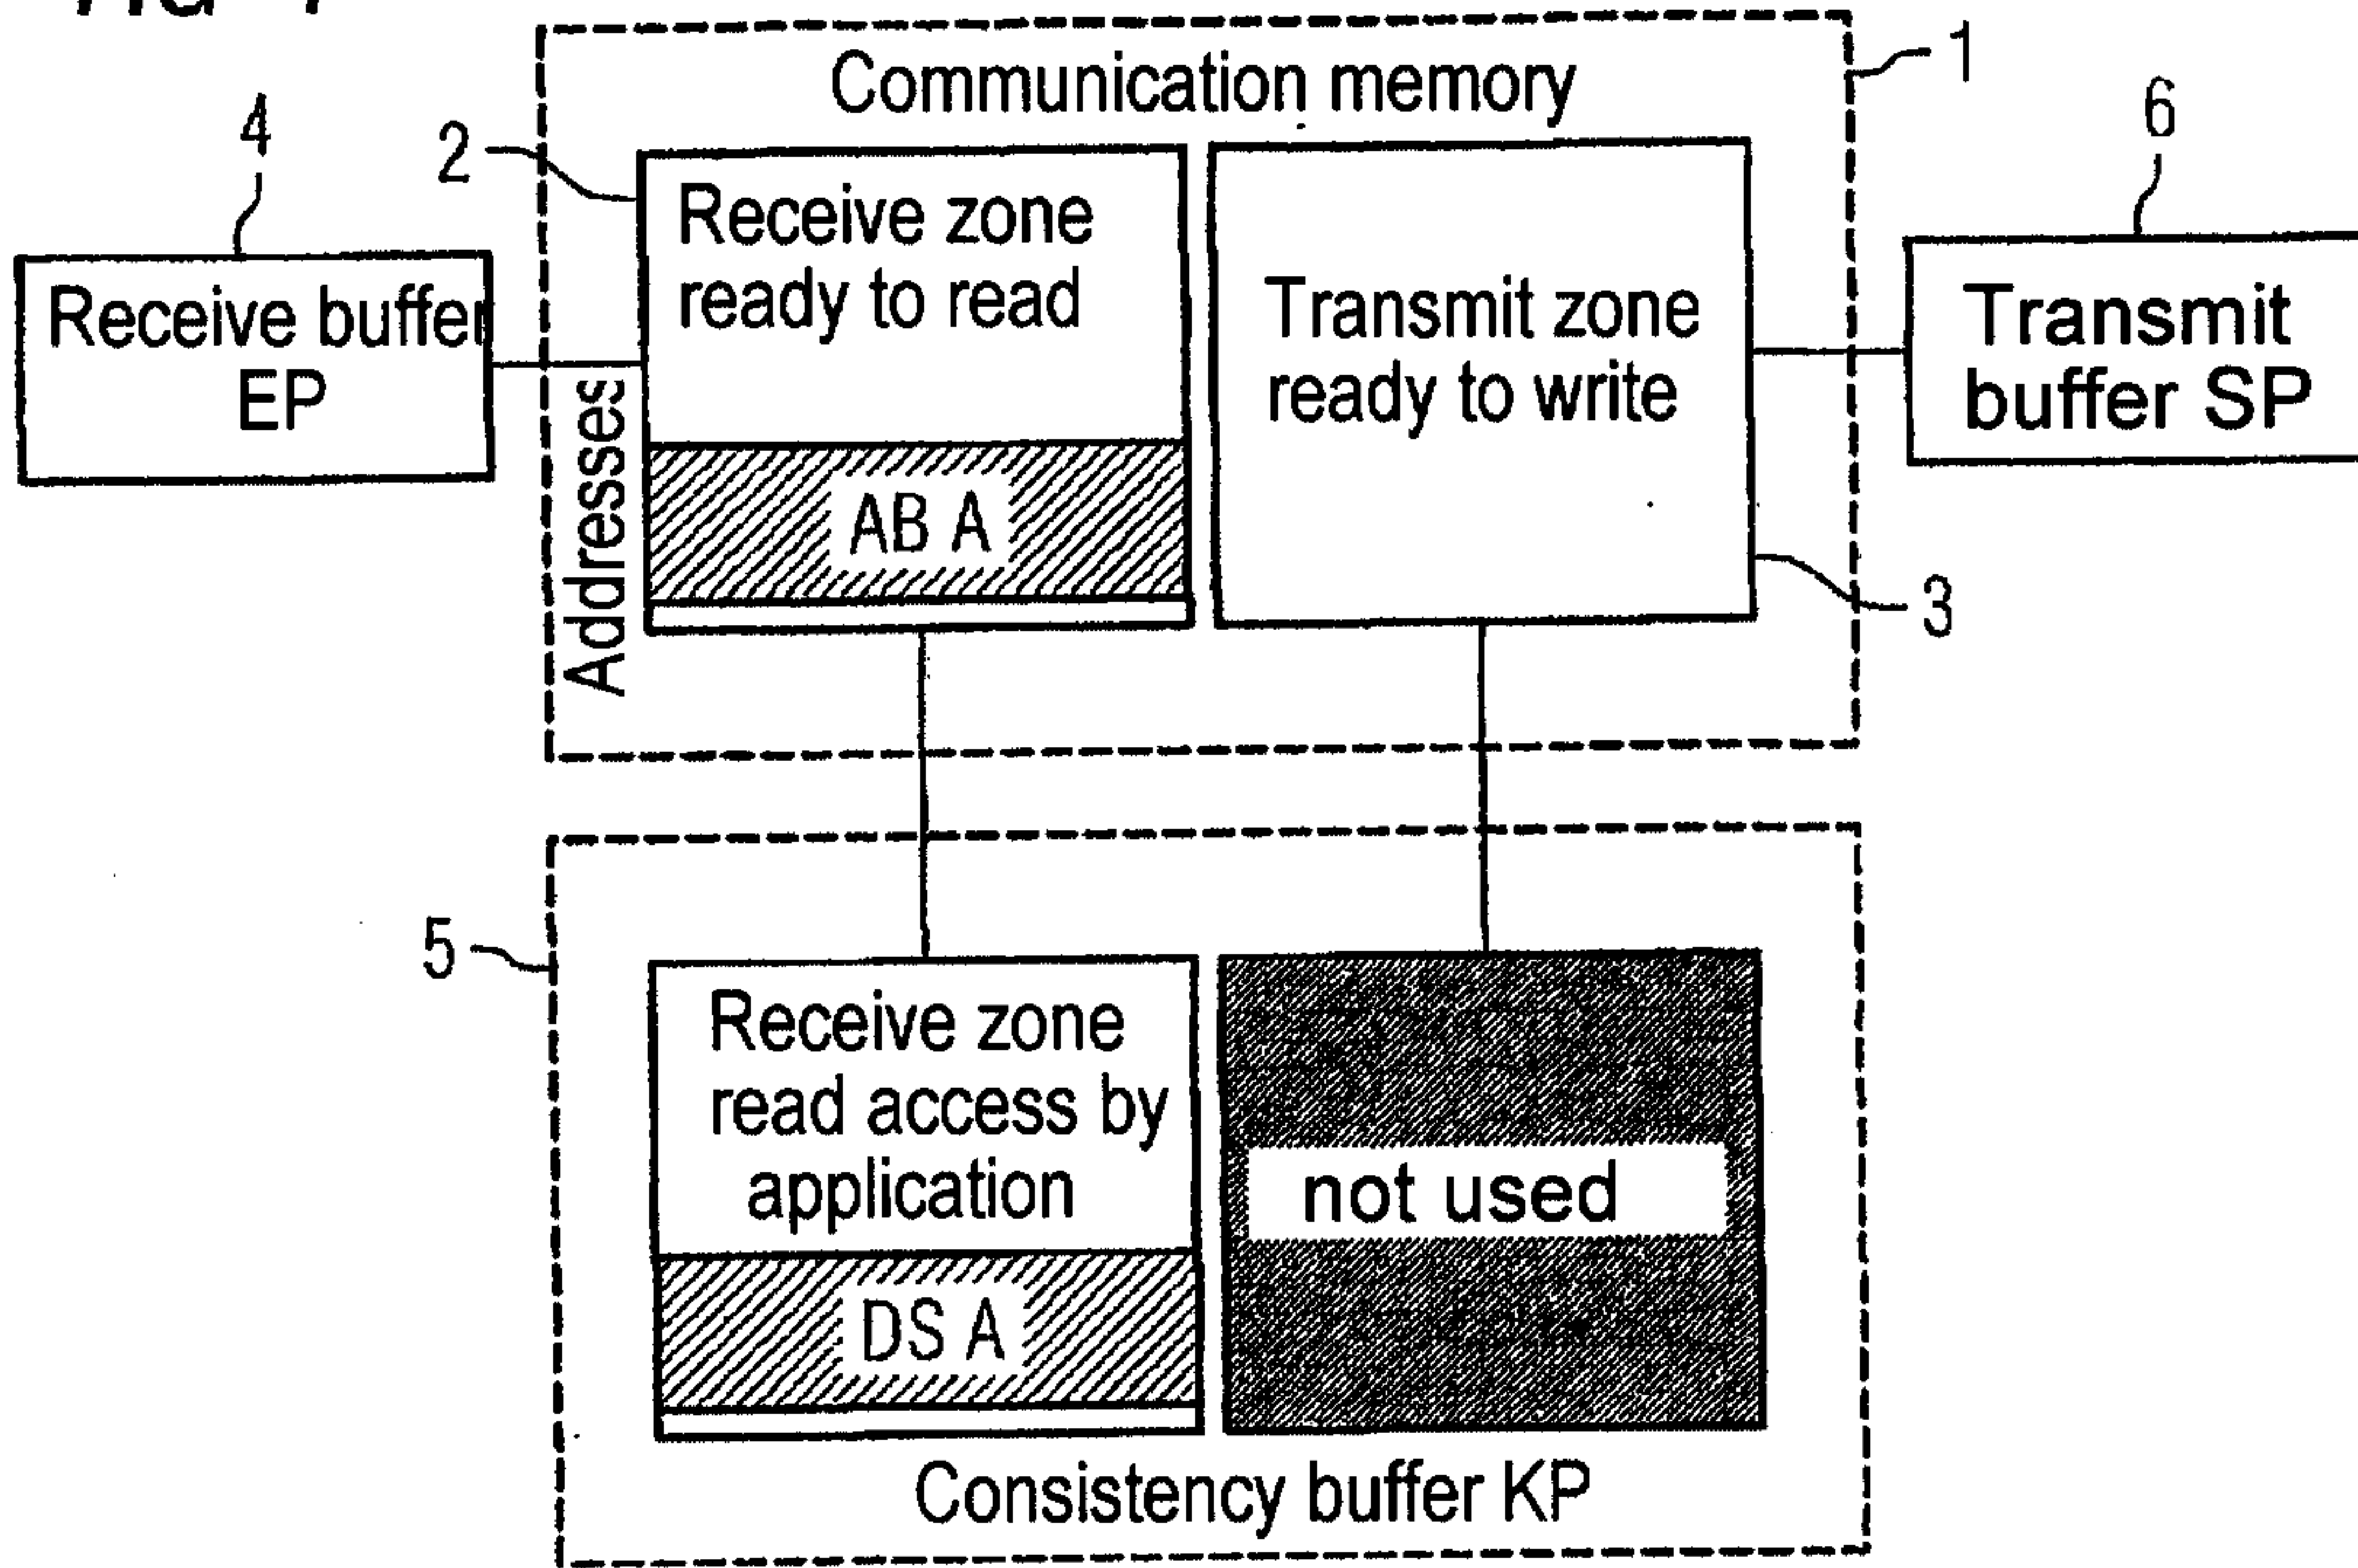 Communication memory
1
4
2
6
Receive zone
ready to read
Receive buffer
EP
Transmit zone
ready to write
Transmit
buffer SP
Addresses
AB A
3
5
Receive zone
read access by
application
not used
DS A
Consistency buffer KP